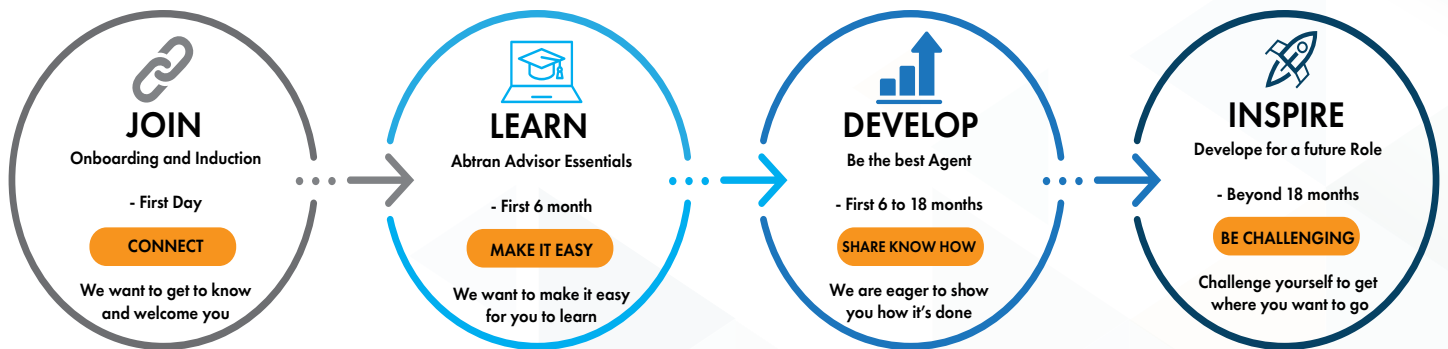 JOIN
Onboarding and Induction
- First Day
CONNECT
We want to get to know
and welcome you
LEARN
Abtran Advisor Essentials
- First 6 month
MAKE IT EASY
We want to make it easy
for you to learn
DEVELOP
Be the best Agent
- First 6 to 18 months
SHARE KNOW HOW
We are eager to show
you how it's done
INSPIRE
Develope for a future Role
- Beyond 18 months
BE CHALLENGING
Challenge yourself to get
where you want to go